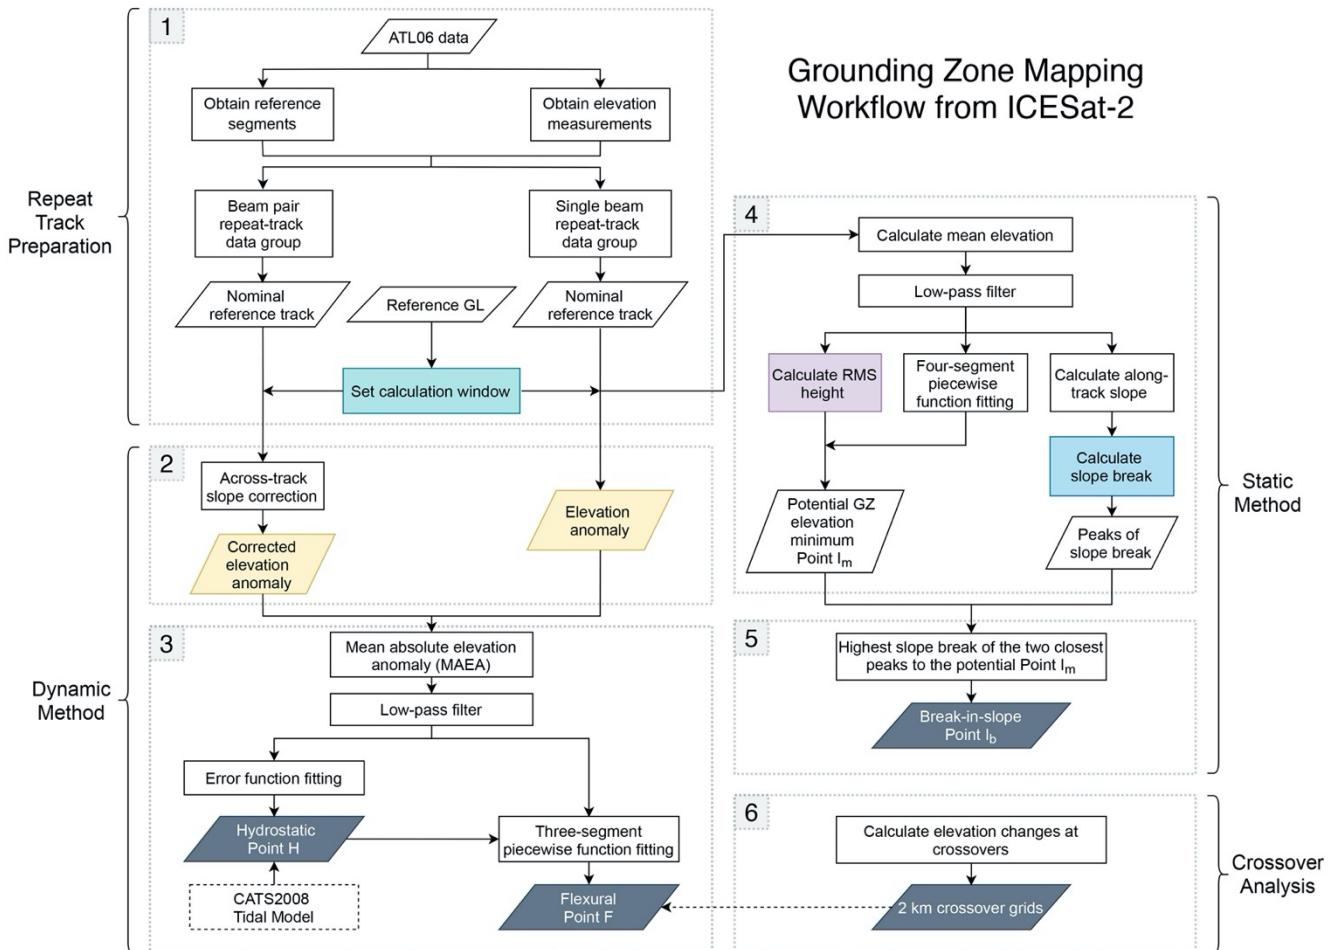 Grounding Zone Mapping
Workflow from ICESat-2
Repeat
Track
Preparation
1
ATL06 data
Obtain reference
segments
Obtain elevation
measurements
Beam pair
repeat-track
data group
Single beam
repeat-track
data group
Nominal
reference track
Reference GL
Nominal
reference track
Set calculation window
Dynamic
Method
2
Across-track
slope correction
Corrected
elevation
anomaly
Elevation
anomaly
3
Mean absolute elevation
anomaly (MAEA)
Low-pass filter
Error function fitting
Hydrostatic
Point H
Three-segment
piecewise function fitting
CATS2008
Tidal Model
Flexural
Point F
4
Calculate mean elevation
Low-pass filter
Calculate RMS
height
Four-segment
piecewise
function fitting
Calculate along-
track slope
Calculate
slope break
Potential GZ
elevation
minimum
Point Im
Peaks of
slope break
Static
Method
5
Highest slope break of the two closest
peaks to the potential Point Im
Break-in-slope
Point Ib
6
Calculate elevation changes at
crossovers
2 km crossover grids
Crossover
Analysis